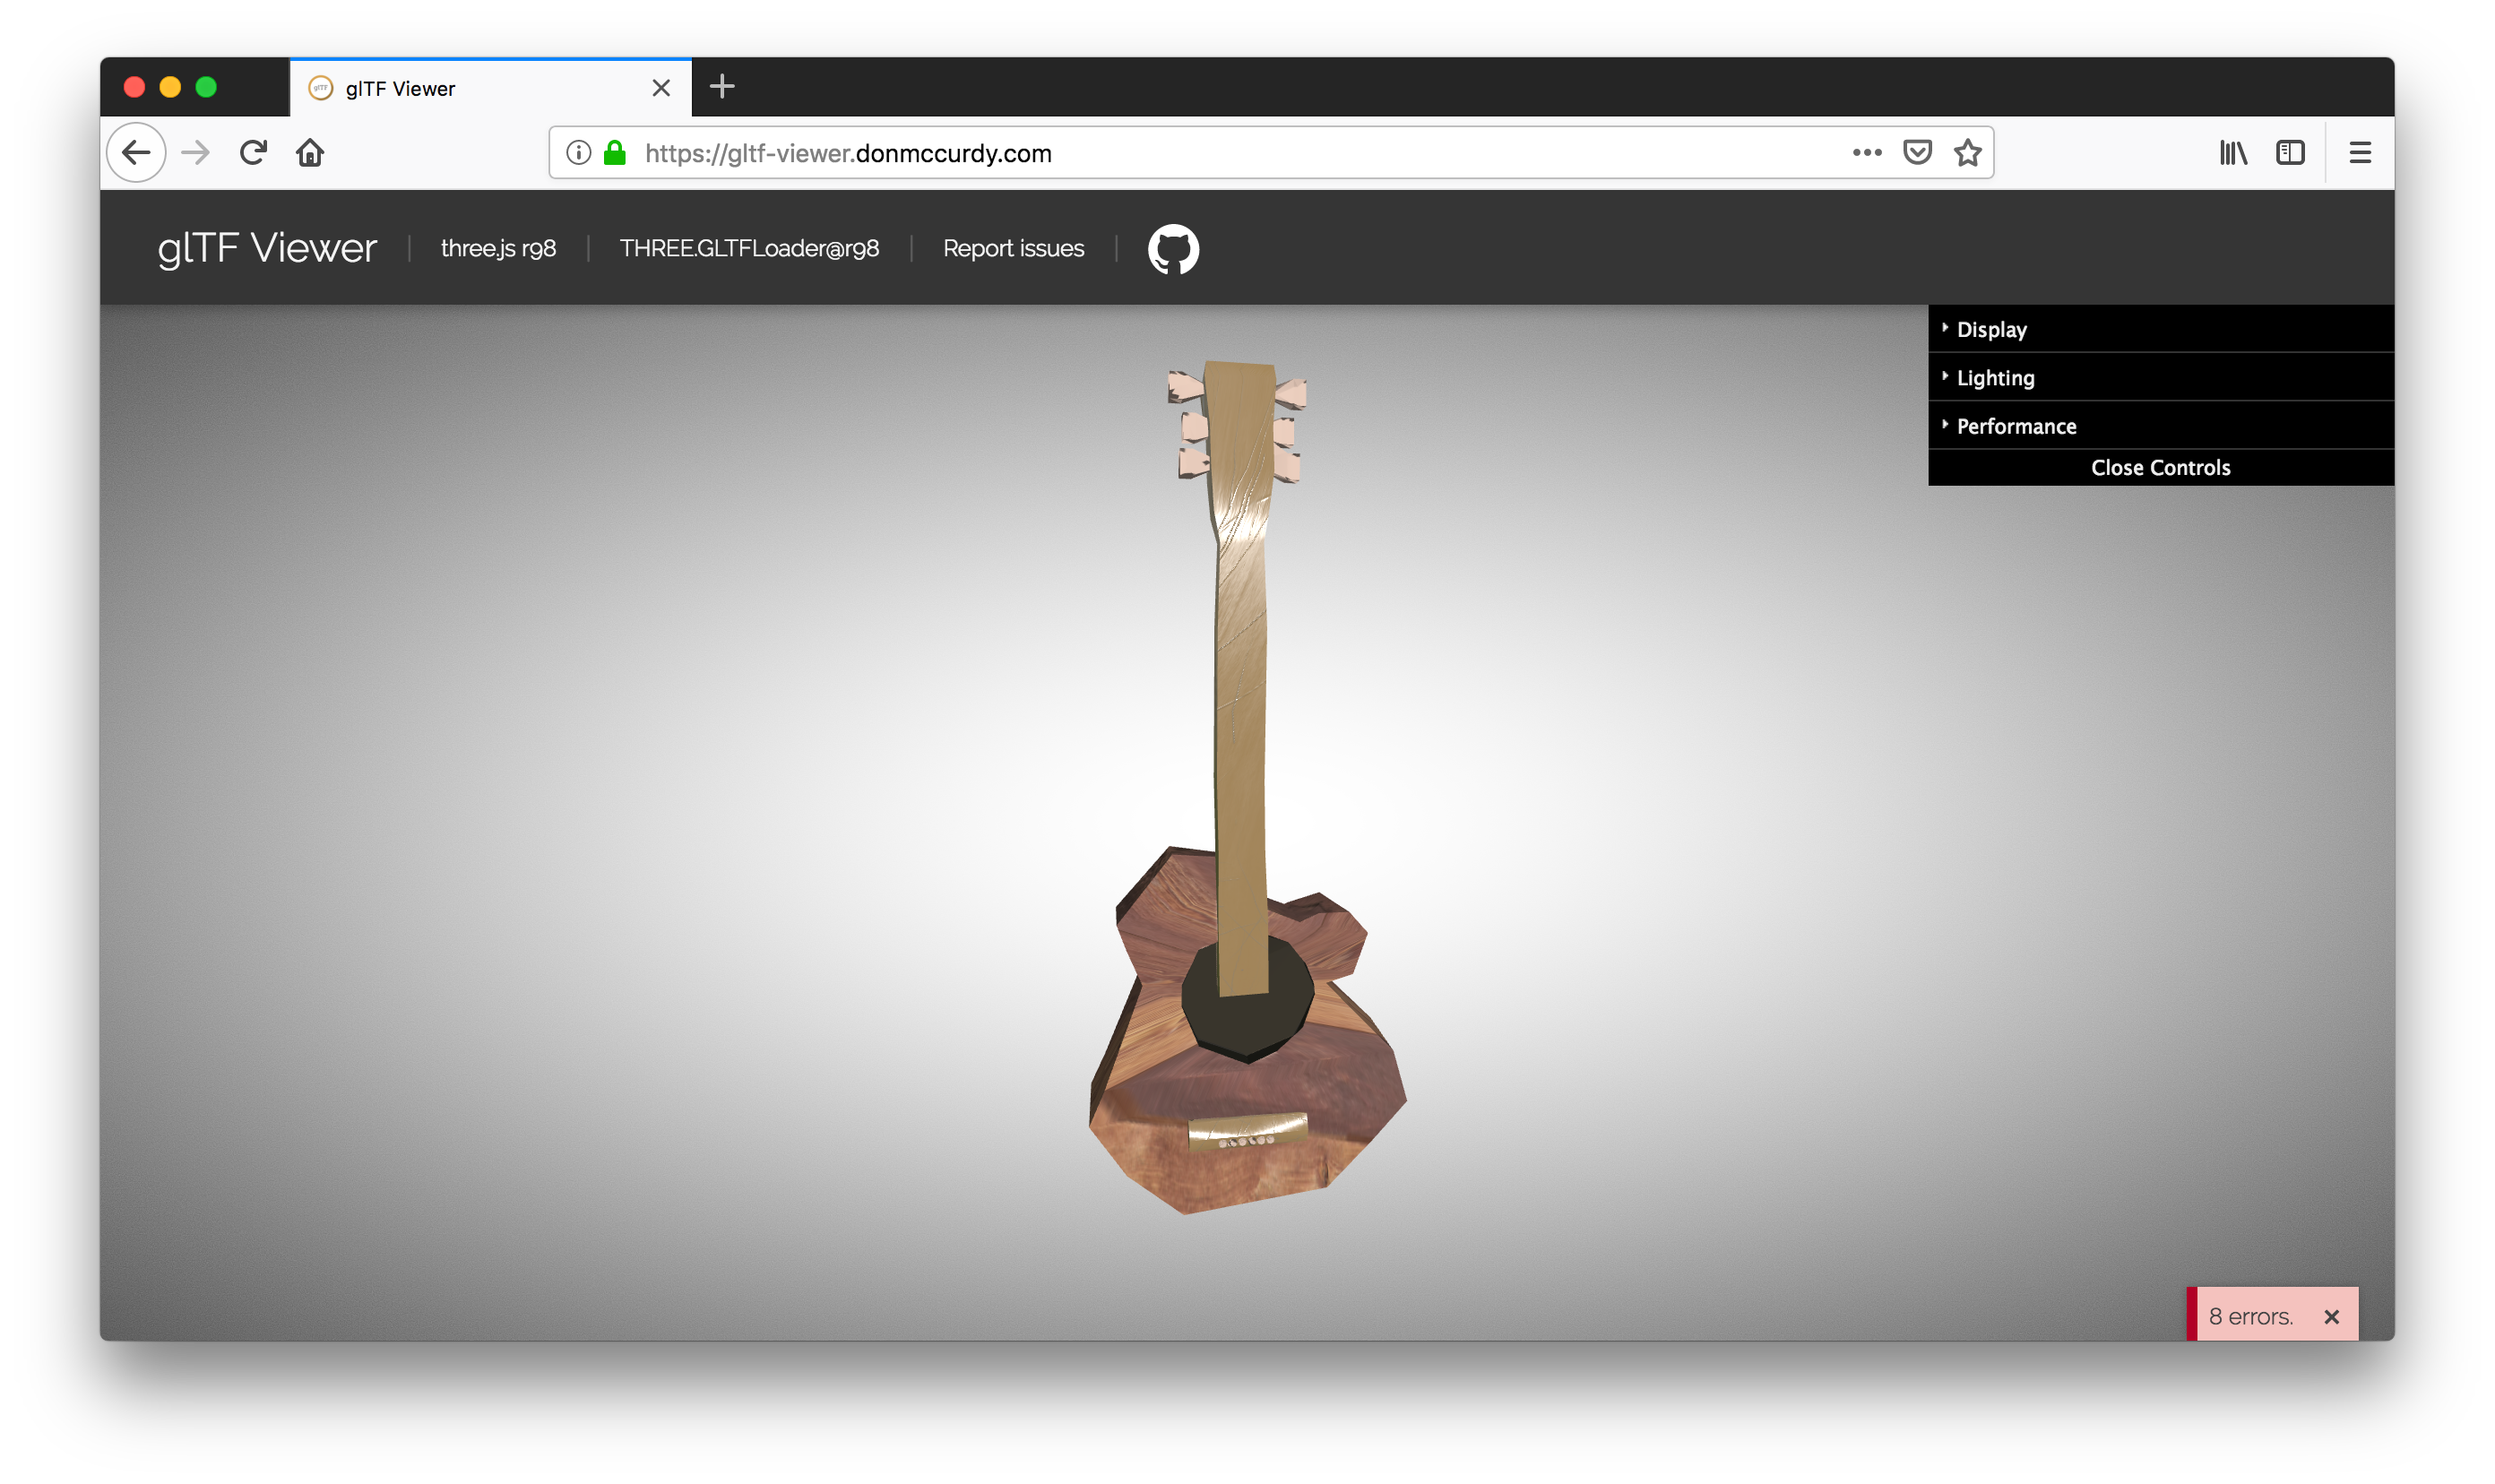 glTF Viewer
https://gltf-viewer.donmccurdy.com
glTF Viewer | three.js r98 | THREE.GLTFLoader@r98 | Report issues |
Display
Lighting
Performance
Close Controls
8 errors.